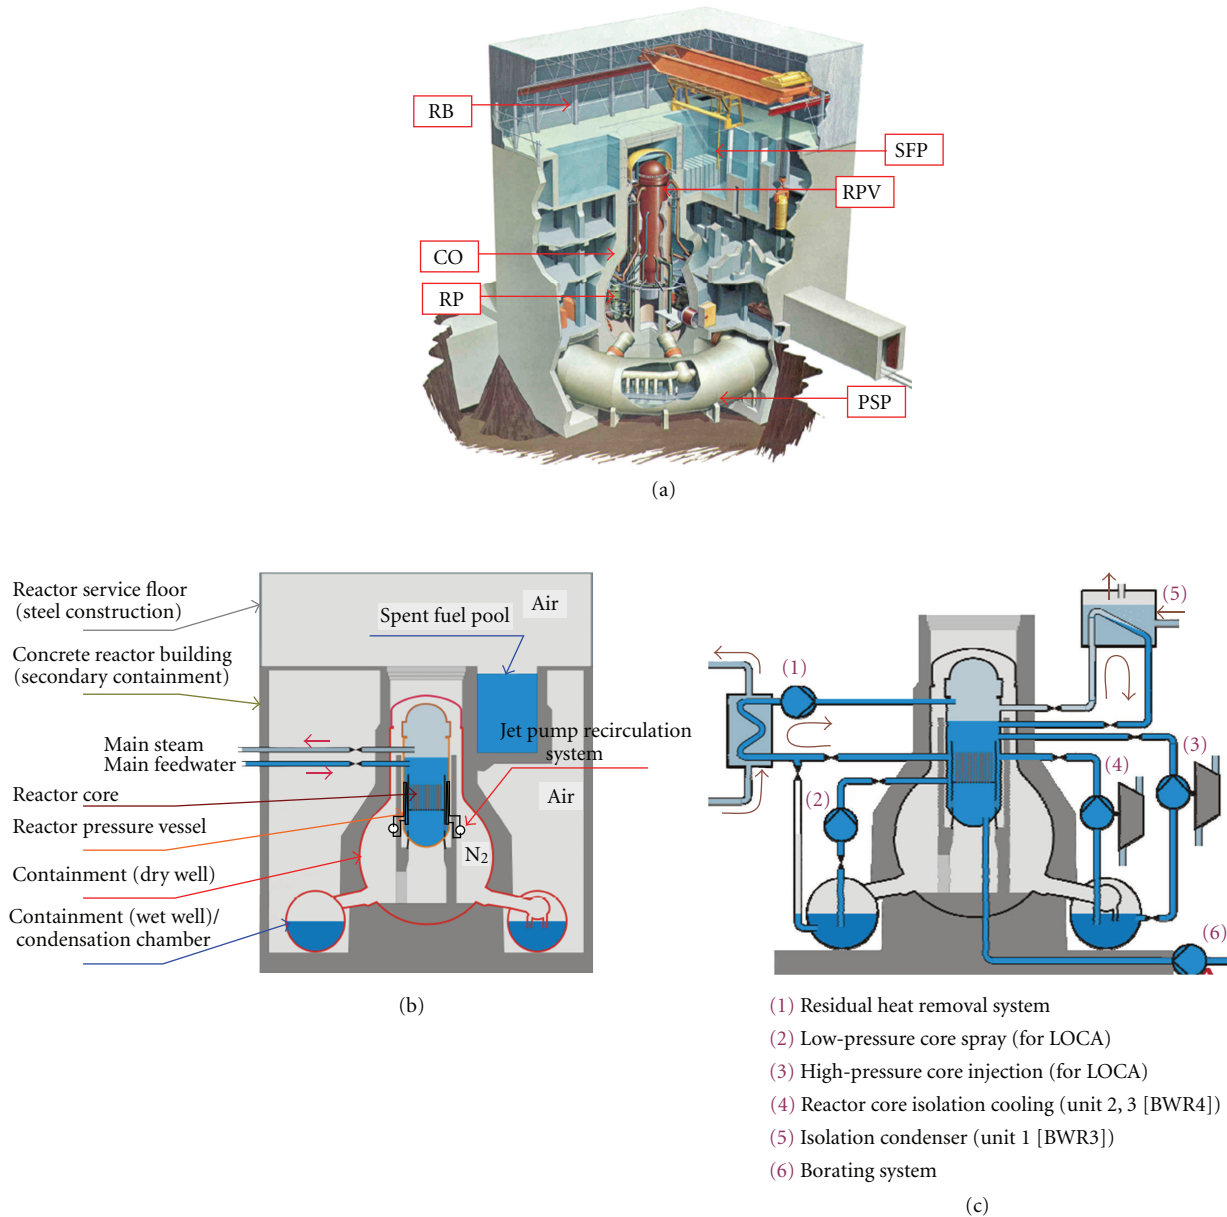 RB
SFP
RPV
CO
RP
PSP
(a)
Reactor service floor
(steel construction)
Concrete reactor building
(secondary containment)
Main steam
Main feedwater
Reactor core
Reactor pressure vessel
Containment (dry well)
Containment (wet well)/
condensation chamber
Spent fuel pool
Air
Jet pump recirculation
system
Air
N2
(b)
(1)
(2)
(3)
(4)
(5)
(6)
(1) Residual heat removal system
(2) Low-pressure core spray (for LOCA)
(3) High-pressure core injection (for LOCA)
(4) Reactor core isolation cooling (unit 2, 3 [BWR4])
(5) Isolation condenser (unit 1 [BWR3])
(6) Borating system
(c)